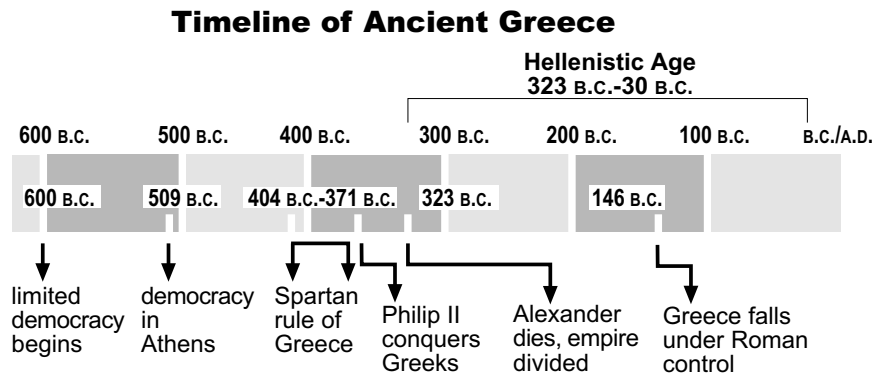 Timeline of Ancient Greece
Hellenistic Age
323 B.C.-30 B.C.
600 B.C. 500 B.C. 400 B.C. 300 B.C. 200 B.C. 100 B.C. B.C./A.D.
600 B.C. 509 B.C. 404 B.C.-371 B.C. 323 B.C. 146 B.C.
limited
democracy
begins
democracy
in
Athens
Spartan
rule of
Greece
Philip II
conquers
Greeks
Alexander
dies, empire
divided
Greece falls
under Roman
control